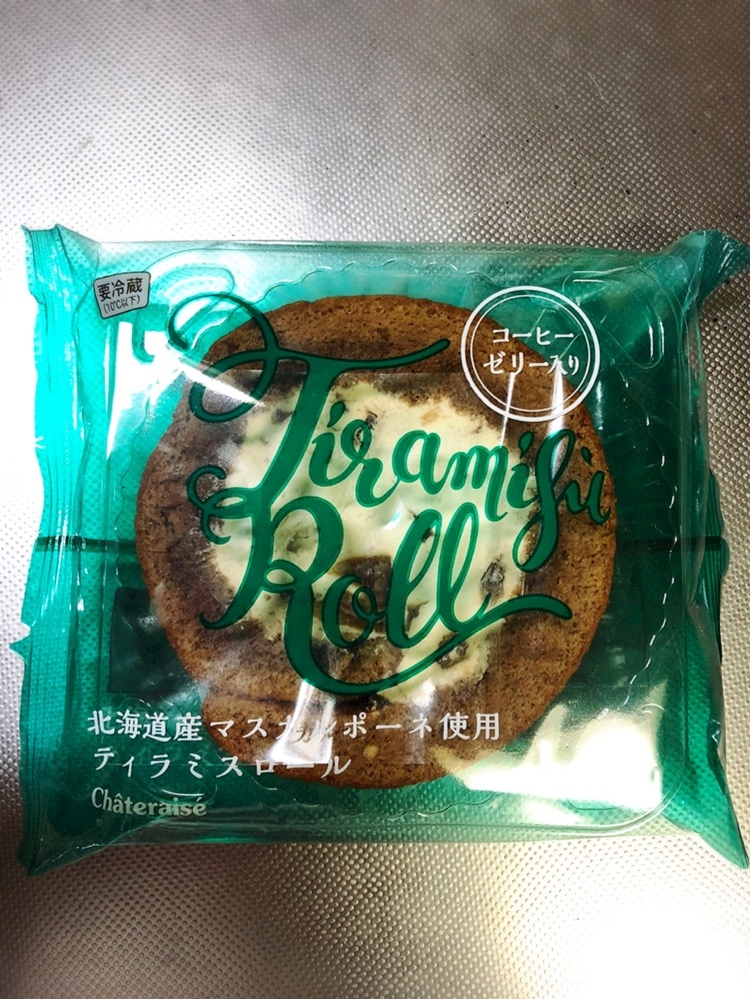 要冷蔵
(10℃以下)
コーヒー
ゼリー入り
Tiramisù
Roll
北海道産マスカルポーネ使用
ティラミスロール
Châteraisé